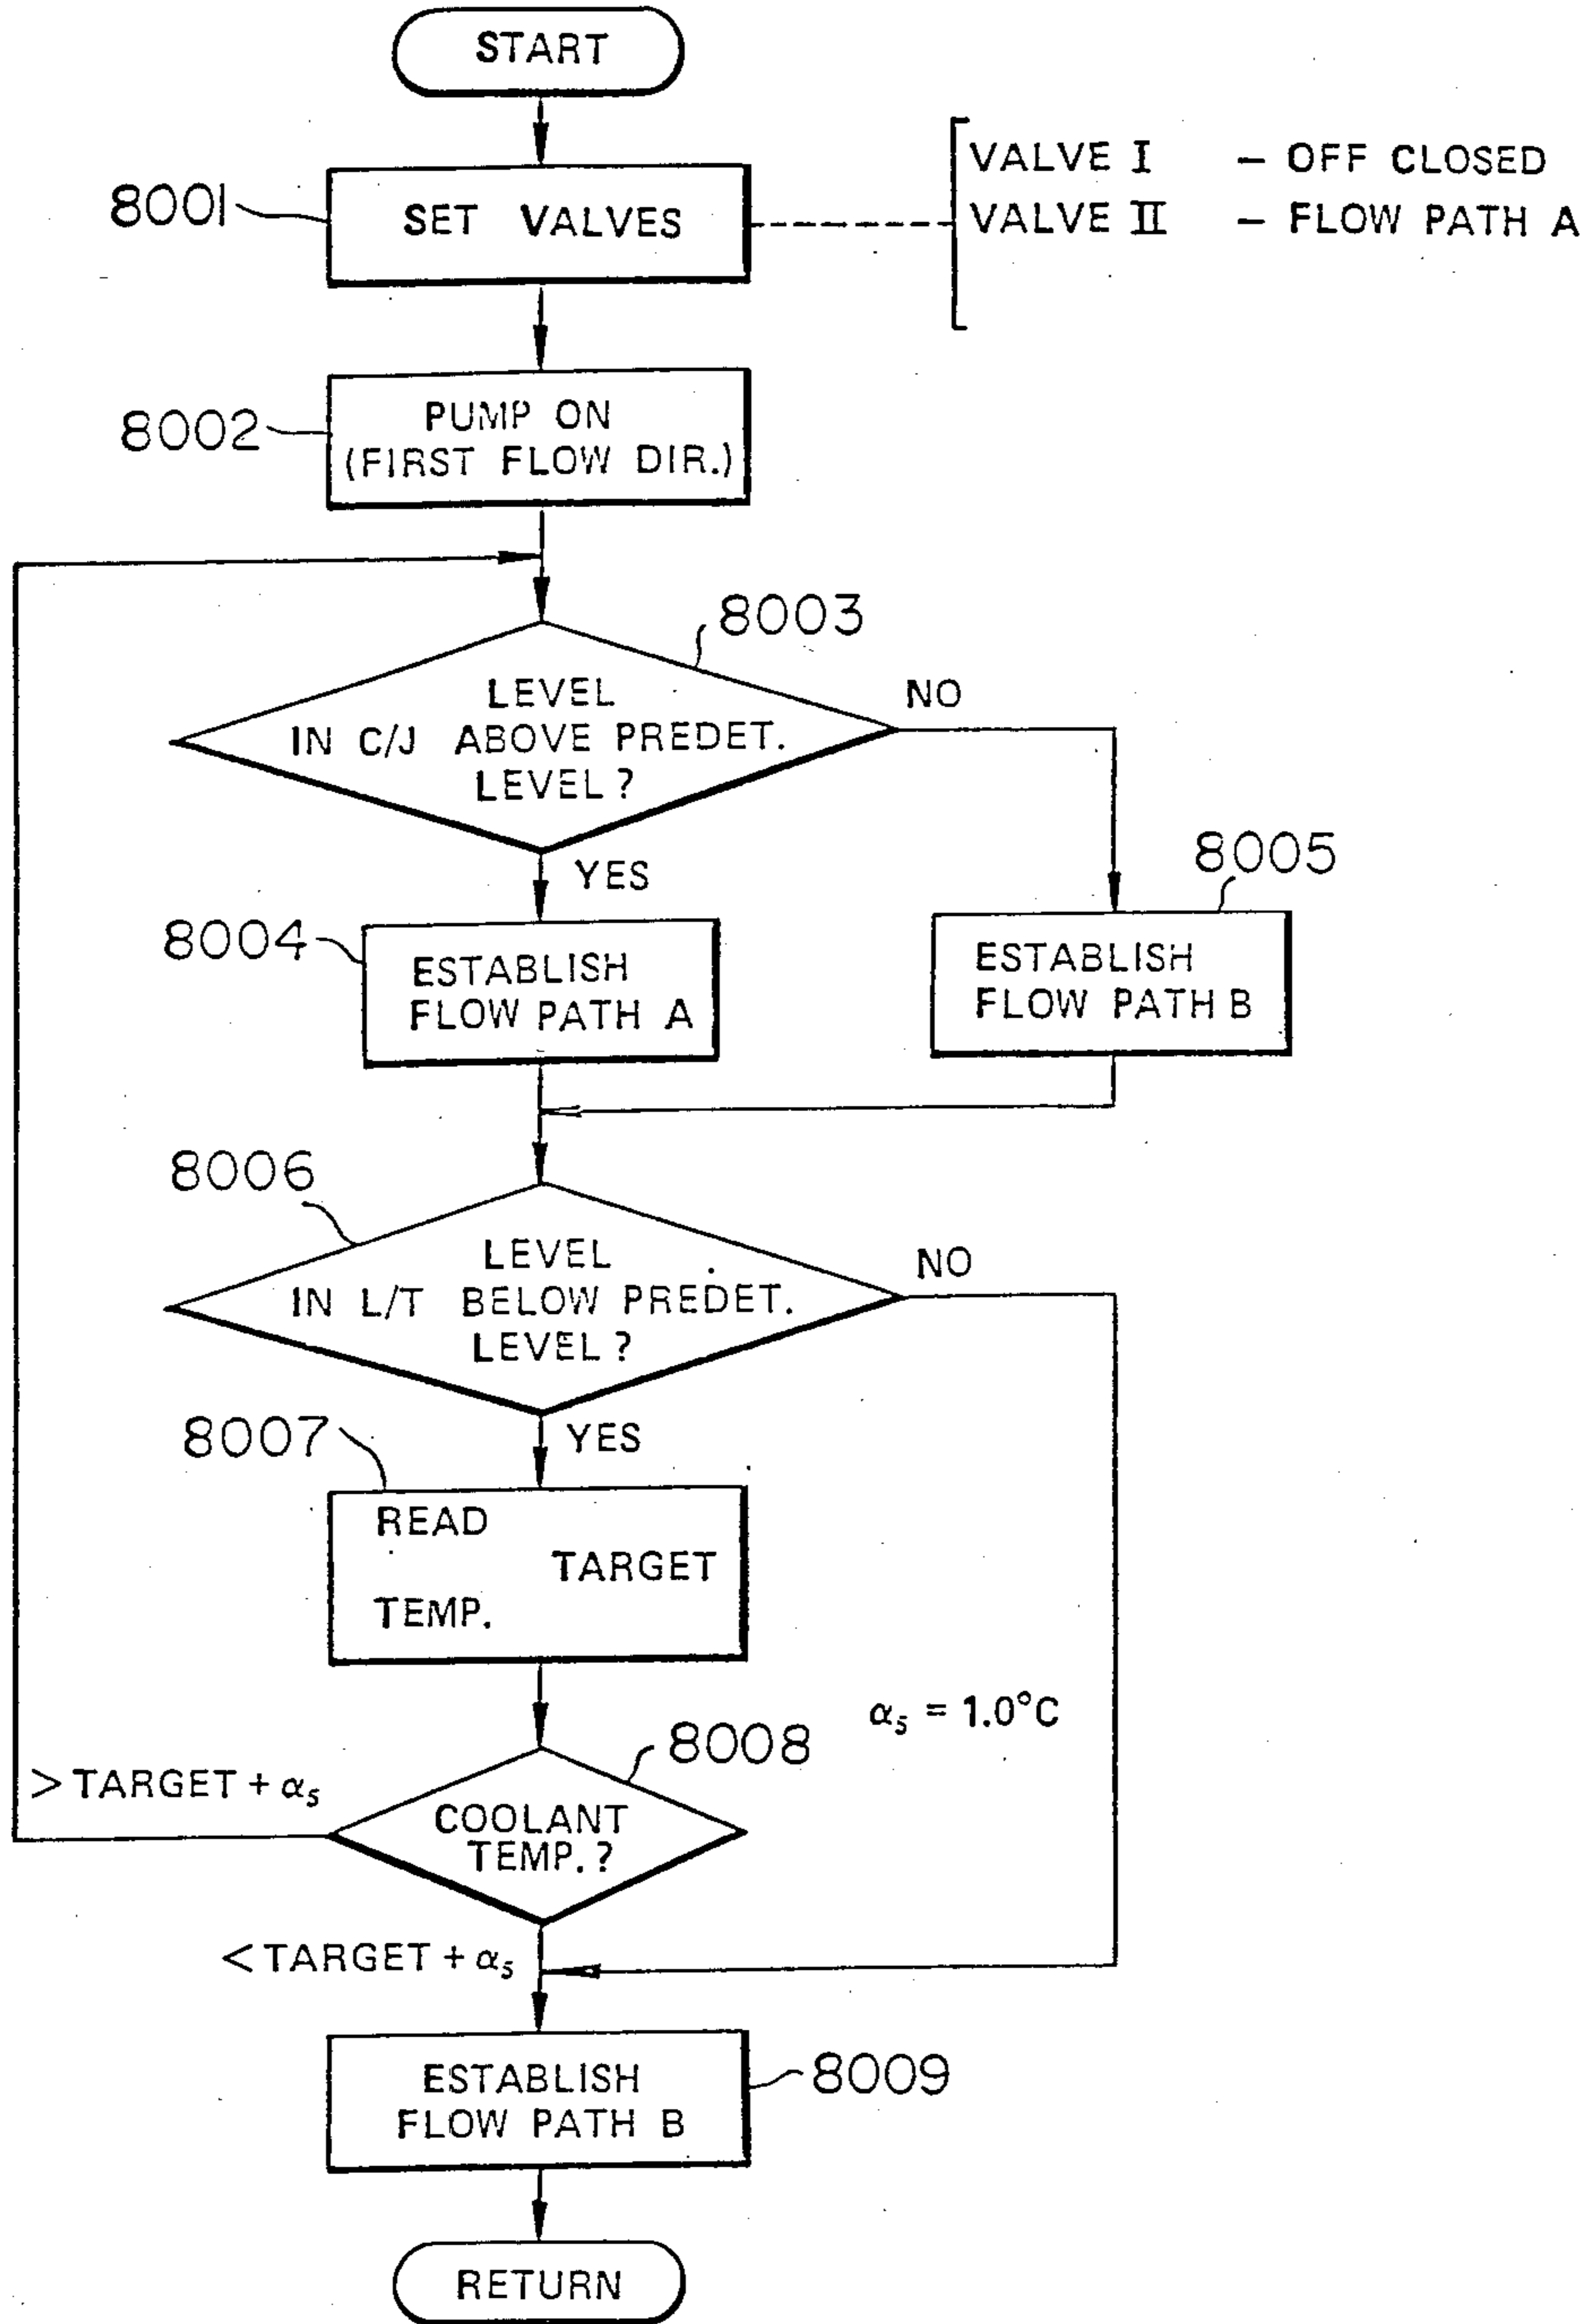 START
8001
SET VALVES
VALVE I – OFF CLOSED
VALVE II – FLOW PATH A
8002
PUMP ON
(FIRST FLOW DIR.)
8003
LEVEL
IN C/J ABOVE PREDET.
LEVEL?
NO
YES
8004
ESTABLISH
FLOW PATH A
8005
ESTABLISH
FLOW PATH B
8006
LEVEL
IN L/T BELOW PREDET.
LEVEL?
NO
YES
8007
READ
TARGET
TEMP.
α₅ = 1.0°C
8008
> TARGET + α₅
COOLANT
TEMP.?
< TARGET + α₅
ESTABLISH
FLOW PATH B
8009
RETURN